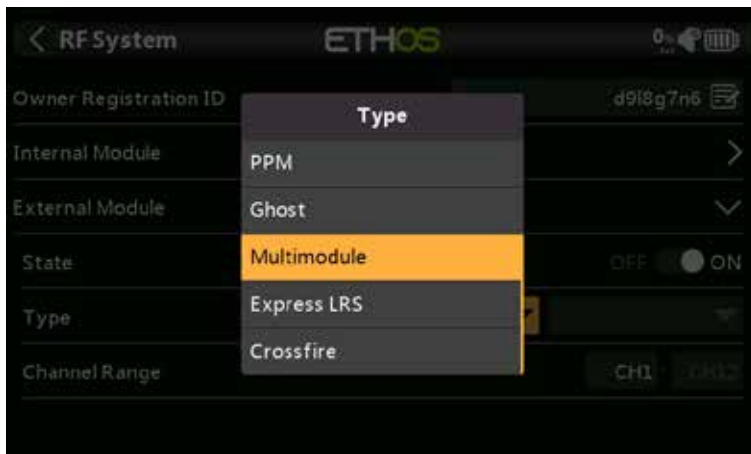 RF System ETHOS
Owner Registration ID d9l8g7n6
Type
Internal Module
PPM
External Module
Ghost
Multimodule
State OFF ON
Express LRS
Type
Crossfire
Channel Range CH1